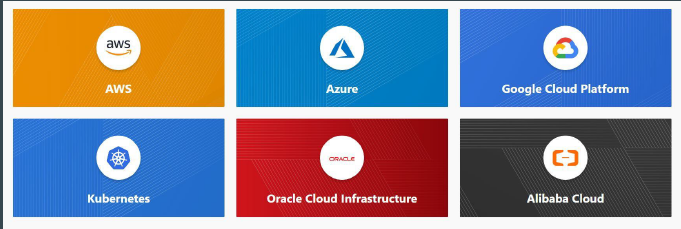 aws
AWS
Azure
Google Cloud Platform
Kubernetes
ORACLE
Oracle Cloud Infrastructure
Alibaba Cloud